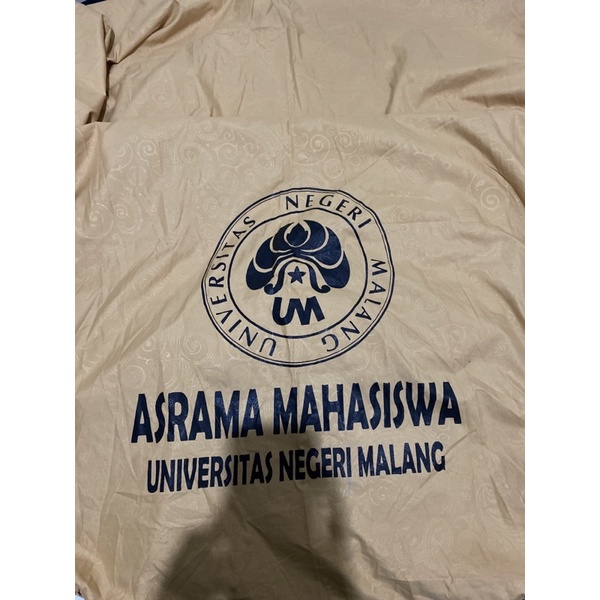 UNIVERSITAS NEGERI MALANG
UM
ASRAMA MAHASISWA
UNIVERSITAS NEGERI MALANG